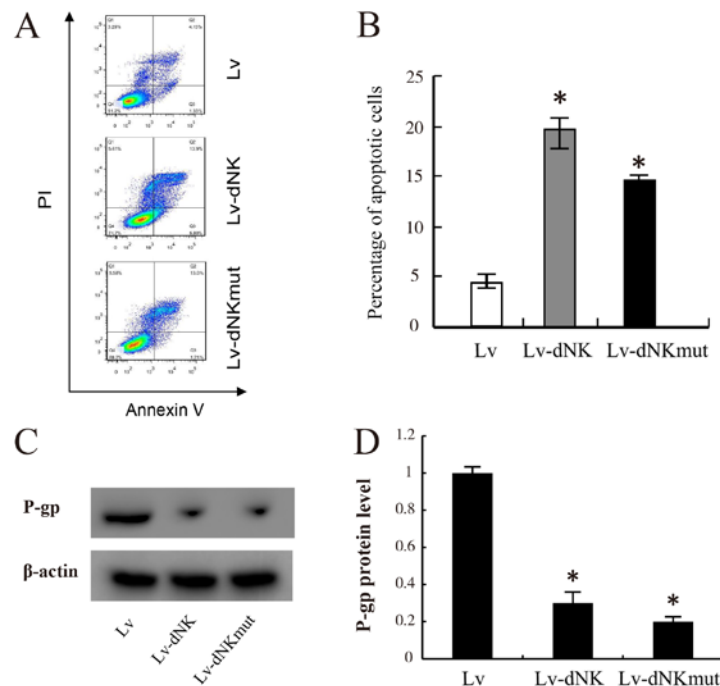 A
PI
Lv
Lv-dNK
Lv-dNKmut
Annexin V
B
Percentage of apoptotic cells
25
20
15
10
5
0
*
*
Lv
Lv-dNK
Lv-dNKmut
C
P-gp
β-actin
Lv
Lv-dNK
Lv-dNKmut
D
P-gp protein level
1.2
1
0.8
0.6
0.4
0.2
0
*
*
Lv
Lv-dNK
Lv-dNKmut